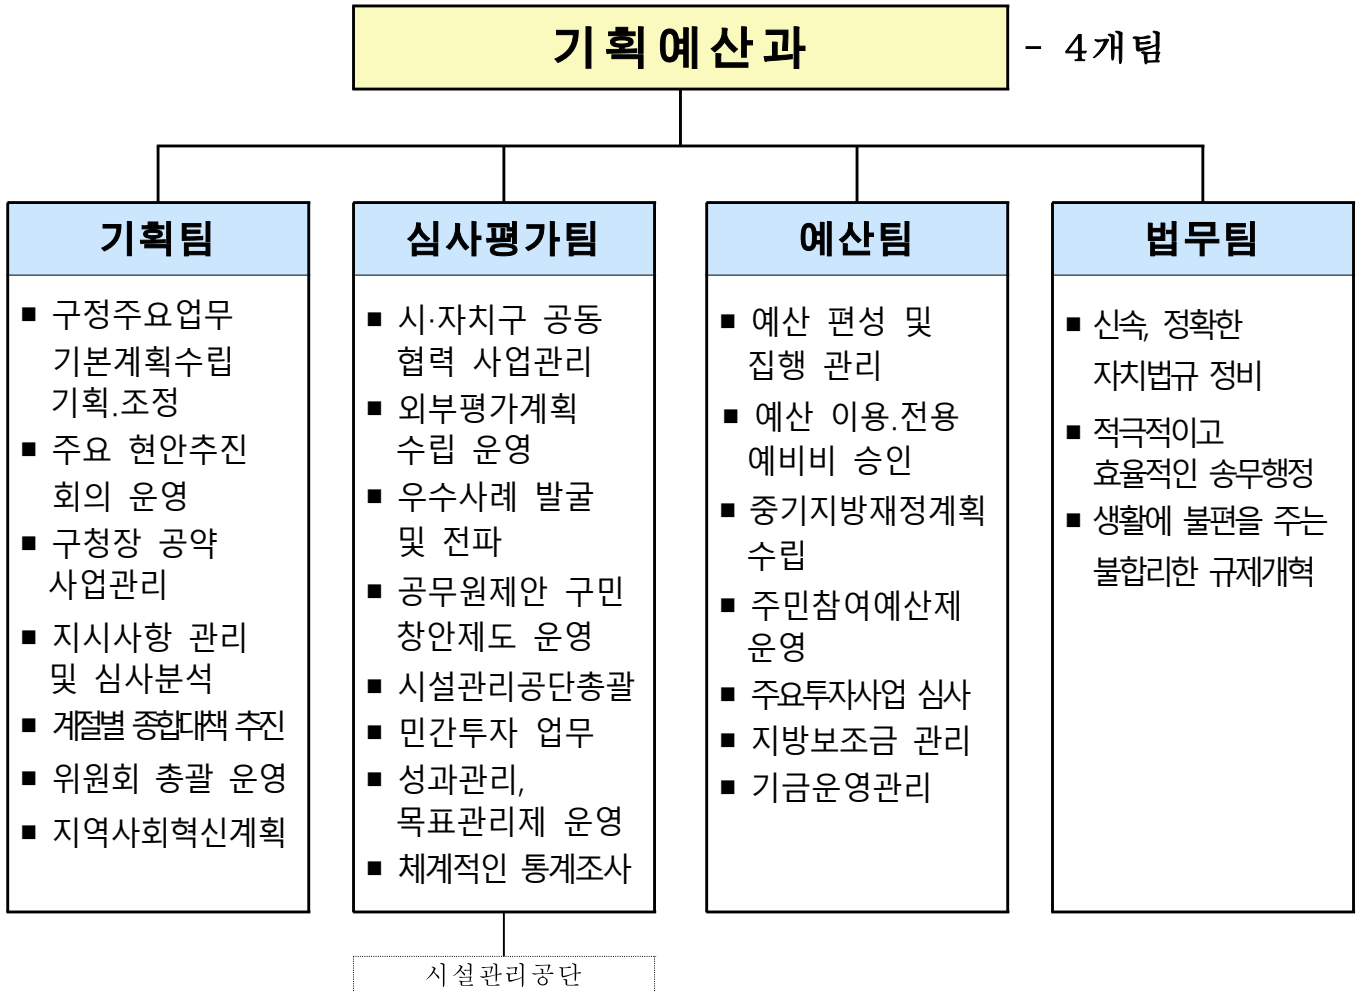 기획예산과
- 4개팀
기획팀
■ 구정주요업무
기본계획수립
기획.조정
■ 주요 현안추진
회의 운영
■ 구청장 공약
사업관리
■ 지시사항 관리
및 심사분석
■ 계절별 종합대책 추진
■ 위원회 총괄 운영
■ 지역사회혁신계획
심사평가팀
■ 시·자치구 공동
협력 사업관리
■ 외부평가계획
수립 운영
■ 우수사례 발굴
및 전파
■ 공무원제안 구민
창안제도 운영
■ 시설관리공단총괄
■ 민간투자 업무
■ 성과관리,
목표관리제 운영
■ 체계적인 통계조사
시설관리공단
예산팀
■ 예산 편성 및
집행 관리
■ 예산 이용.전용
예비비 승인
■ 중기지방재정계획
수립
■ 주민참여예산제
운영
■ 주요투자사업 심사
■ 지방보조금 관리
■ 기금운영관리
법무팀
■ 신속, 정확한
자치법규 정비
■ 적극적이고
효율적인 송무행정
■ 생활에 불편을 주는
불합리한 규제개혁